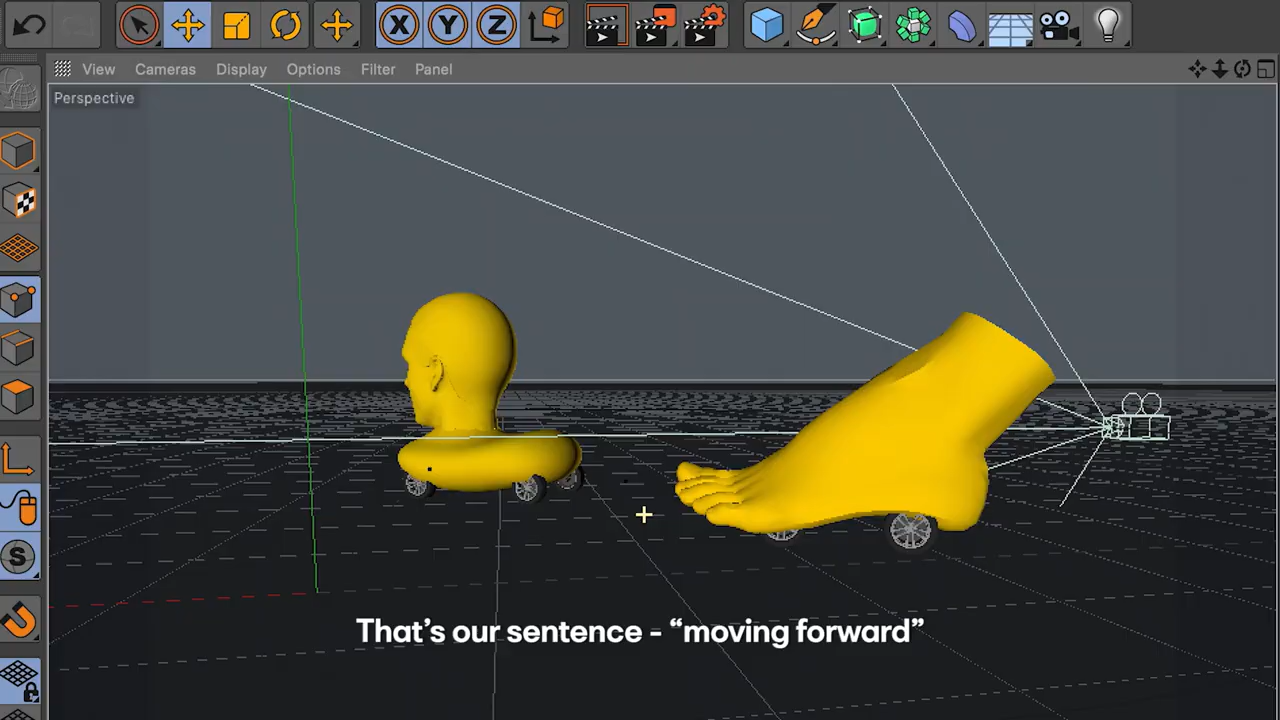 X Y Z
View Cameras Display Options Filter Panel
Perspective
S
That's our sentence - “moving forward”